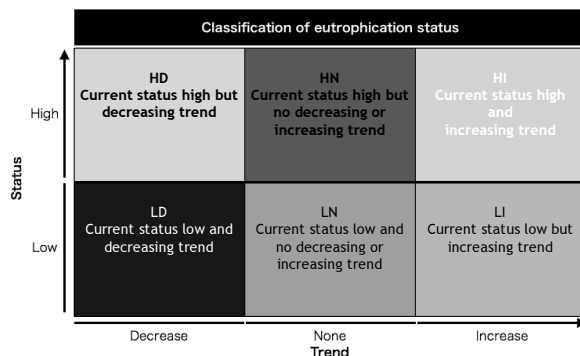 Classification of eutrophication status
HD
Current status high but
decreasing trend
HN
Current status high but
no decreasing or
increasing trend
HI
Current status high
and
increasing trend
High
Status
LD
Current status low and
decreasing trend
LN
Current status low and
no decreasing or
increasing trend
LI
Current status low but
increasing trend
Low
Decrease
None
Increase
Trend